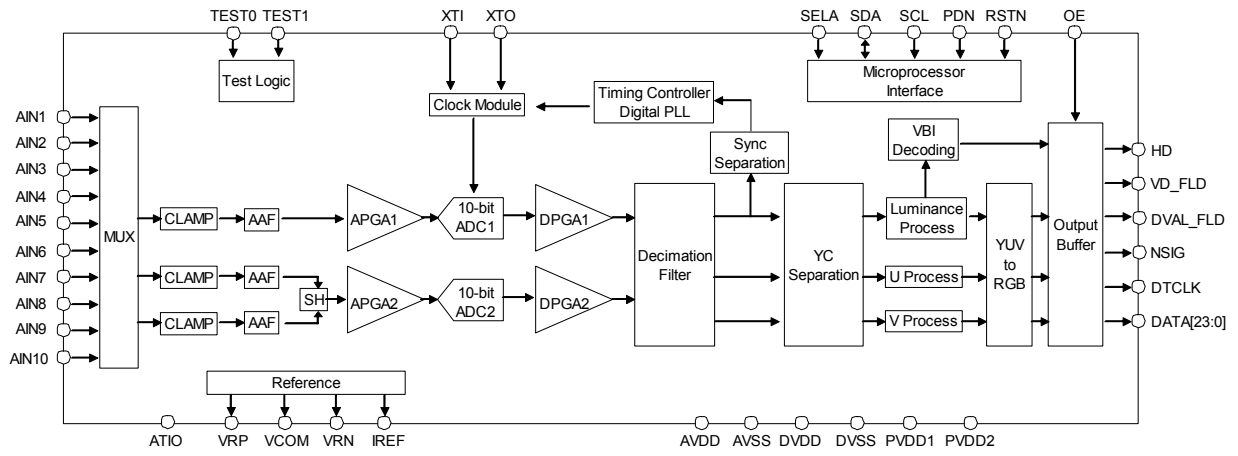 TEST0 TEST1
XTI
XTO
SELA
SDA
SCL
PDN
RSTN
OE
Test Logic
Clock Module
Timing Controller
Digital PLL
Microprocessor
Interface
Sync
Separation
VBI
Decoding
AIN1
AIN2
AIN3
AIN4
AIN5
AIN6
AIN7
AIN8
AIN9
AIN10
MUX
CLAMP
AAF
APGA1
10-bit
ADC1
DPGA1
CLAMP
AAF
SH
APGA2
10-bit
ADC2
DPGA2
CLAMP
AAF
Decimation
Filter
YC
Separation
Luminance
Process
U Process
V Process
YUV
to
RGB
Output
Buffer
HD
VD_FLD
DVAL_FLD
NSIG
DTCLK
DATA[23:0]
Reference
ATIO
VRP
VCOM
VRN
IREF
AVDD
AVSS
DVDD
DVSS
PVDD1
PVDD2